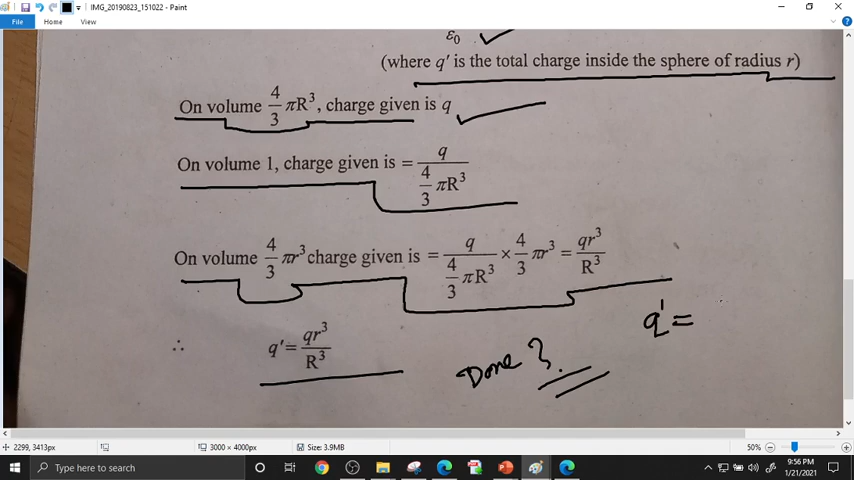 IMG_20190823_151022 - Paint
File Home View
ε₀
(where q' is the total charge inside the sphere of radius r)
On volume 4/3 πR³, charge given is q
On volume 1, charge given is = q / (4/3 πR³)
On volume 4/3 πr³ charge given is = q / (4/3 πR³) × 4/3 πr³ = qr³/R³
q' =
∴ q' = qr³/R³
Done ?
2299, 3413px 3000 × 4000px Size: 3.9MB 50%
Type here to search
9:56 PM
1/21/2021